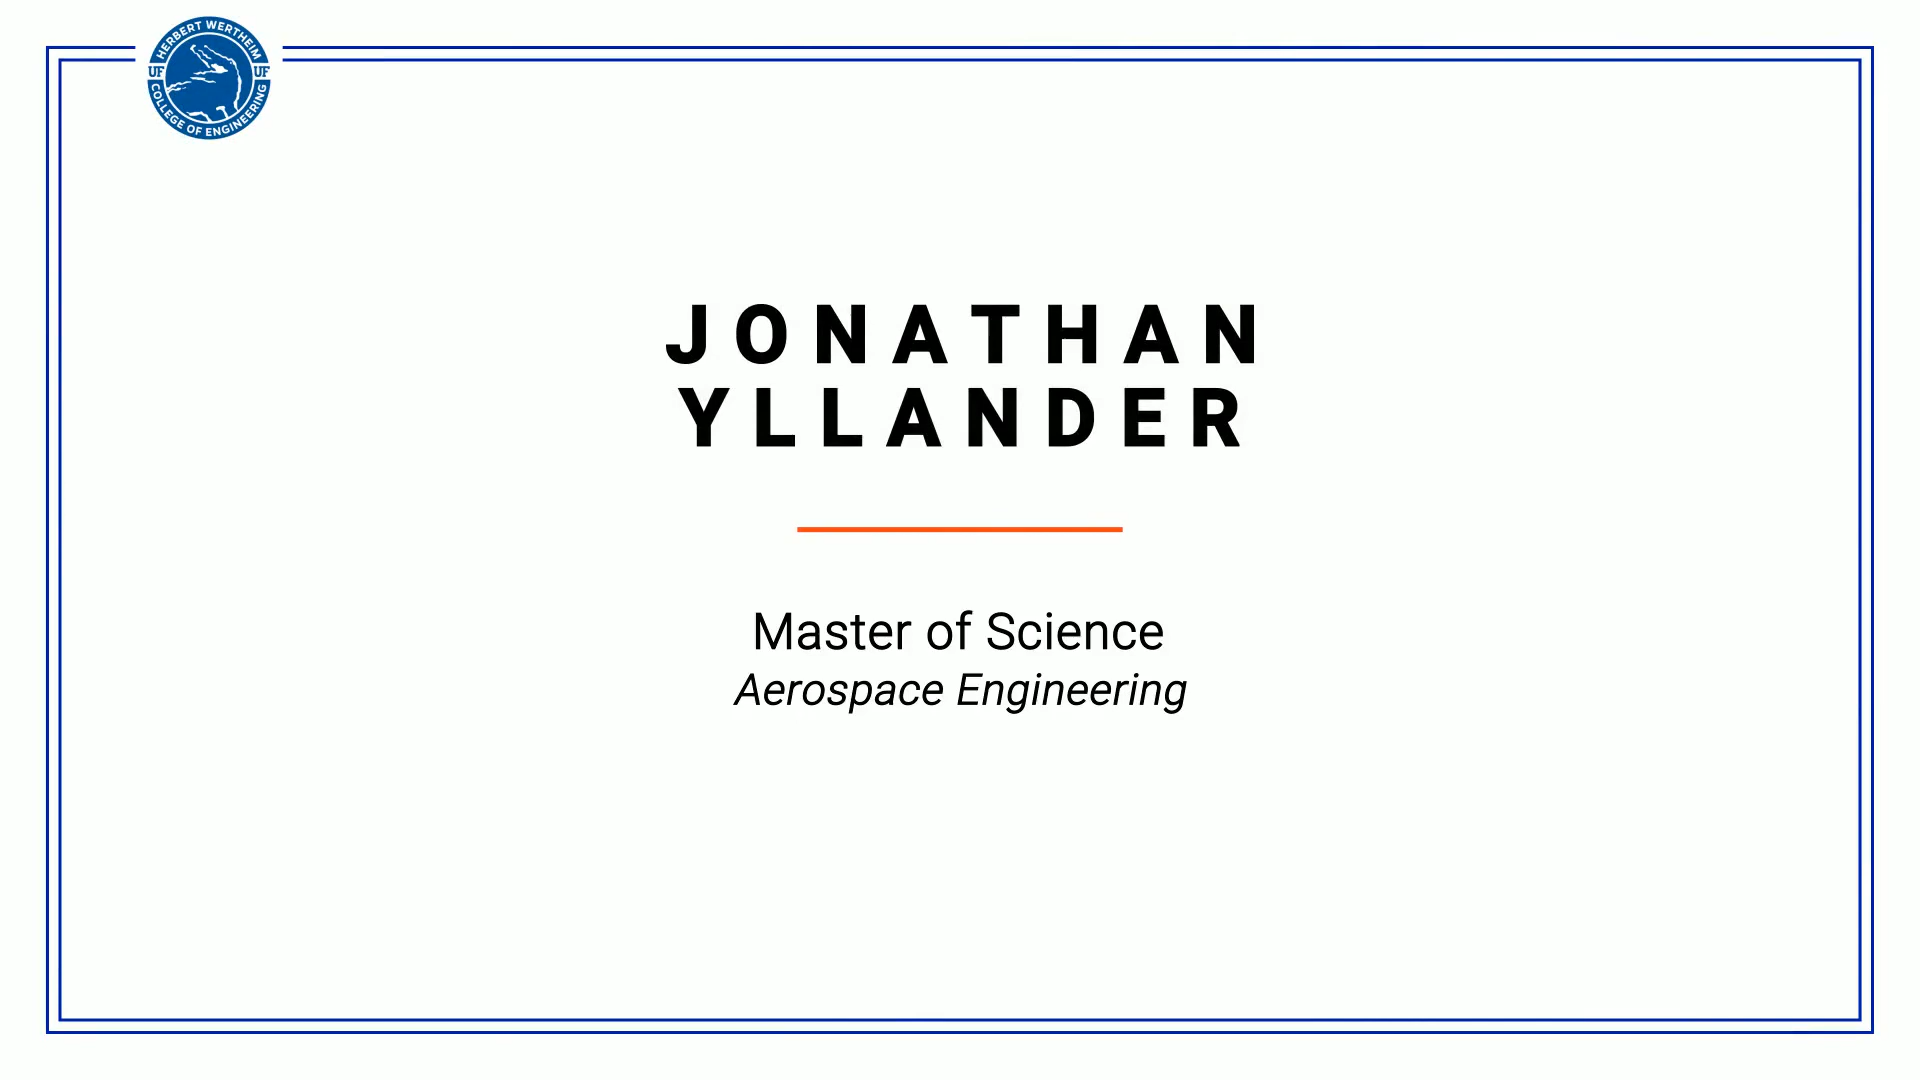 HERBERT WERTHEIM
UF UF
COLLEGE OF ENGINEERING
JONATHAN
YLLANDER
Master of Science
Aerospace Engineering